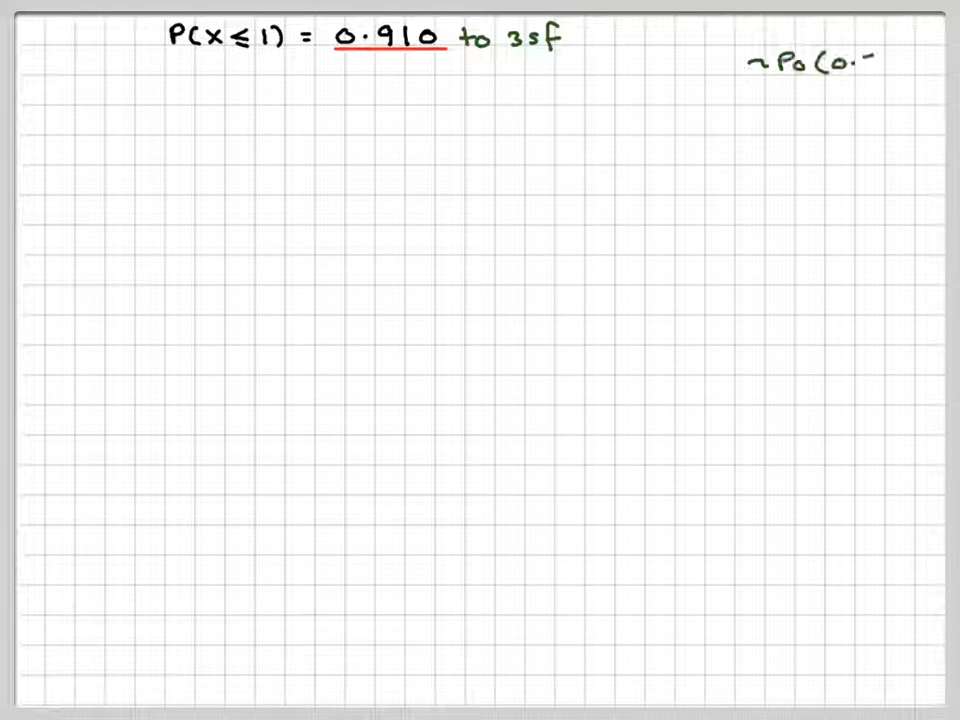 P(X ≤ 1) = 0.910 to 3sf
~Po(0.